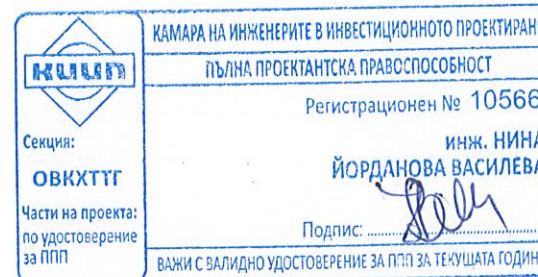 КИИП
Секция:
ОВКХТТГ
Части на проекта:
по удостоверение
за ППП
КАМАРА НА ИНЖЕНЕРИТЕ В ИНВЕСТИЦИОННОТО ПРОЕКТИРАН
ПЪЛНА ПРОЕКТАНТСКА ПРАВОСПОСОБНОСТ
Регистрационен № 10566
инж. НИНА
ЙОРДАНОВА ВАСИЛЕВА
Подпис:
ВАЖИ С ВАЛИДНО УДОСТОВЕРЕНИЕ ЗА ППП ЗА ТЕКУЩАТА ГОДИН